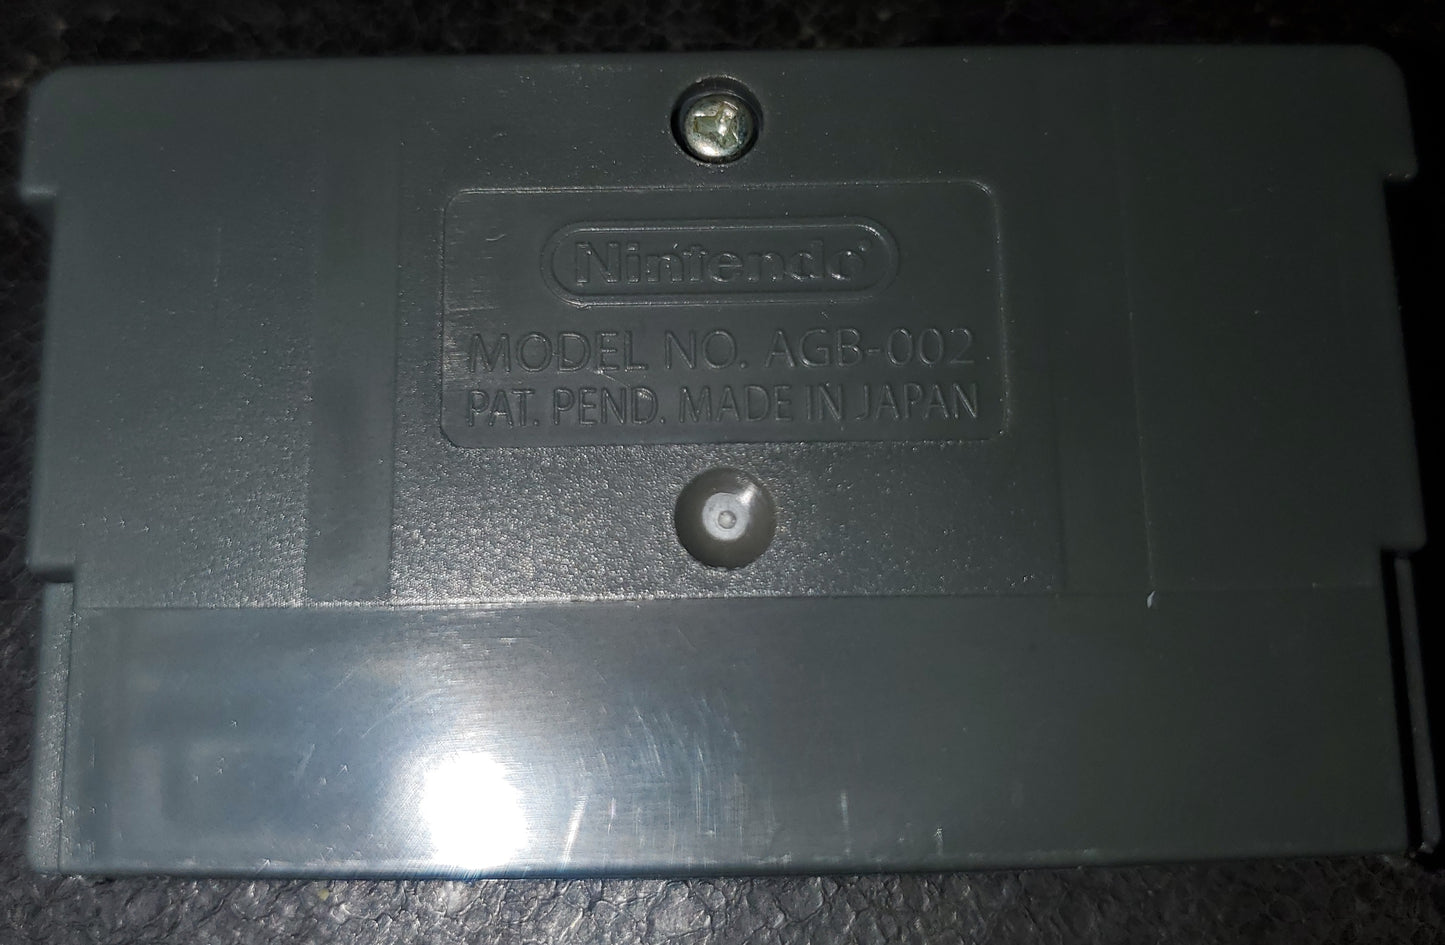 Nintendo®
MODEL NO. AGB-002
PAT. PEND. MADE IN JAPAN